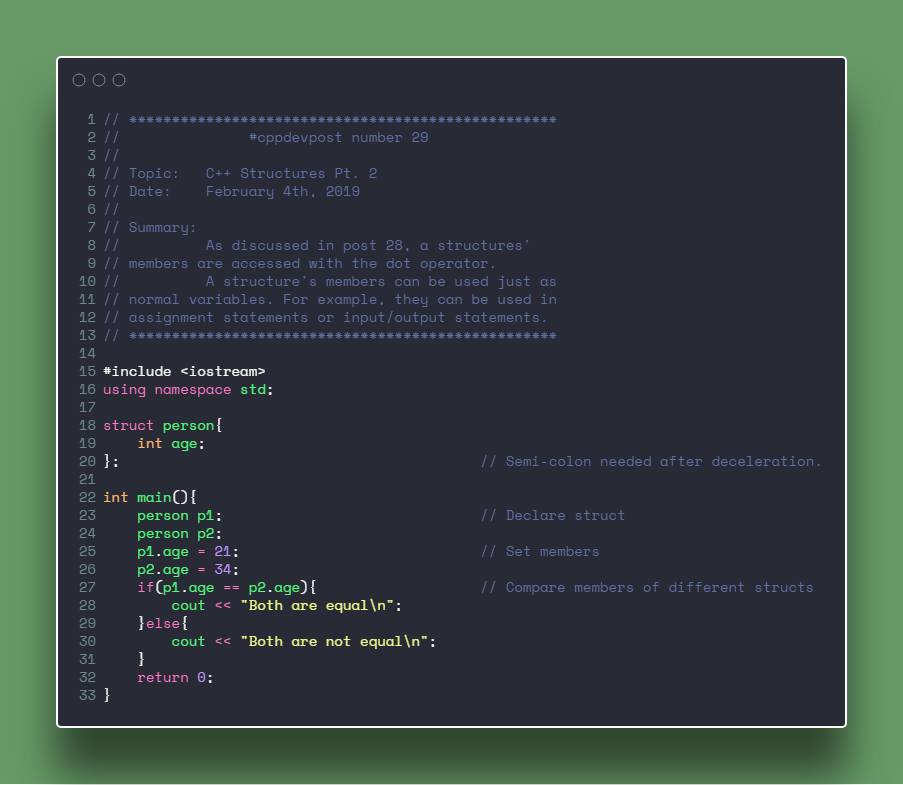 1 // **************************************************
2 //               #cppdevpost number 29
3 //
4 // Topic:   C++ Structures Pt. 2
5 // Date:    February 4th, 2019
6 //
7 // Summary:
8 //          As discussed in post 28, a structures'
9 // members are accessed with the dot operator.
10 //          A structure's members can be used just as
11 // normal variables. For example, they can be used in
12 // assignment statements or input/output statements.
13 // **************************************************
14
15 #include <iostream>
16 using namespace std;
17
18 struct person{
19     int age;
20 };                                          // Semi-colon needed after deceleration.
21
22 int main(){
23     person p1;                              // Declare struct
24     person p2;
25     p1.age = 21;                            // Set members
26     p2.age = 34;
27     if(p1.age == p2.age){                   // Compare members of different structs
28         cout << "Both are equal\n";
29     }else{
30         cout << "Both are not equal\n";
31     }
32     return 0;
33 }